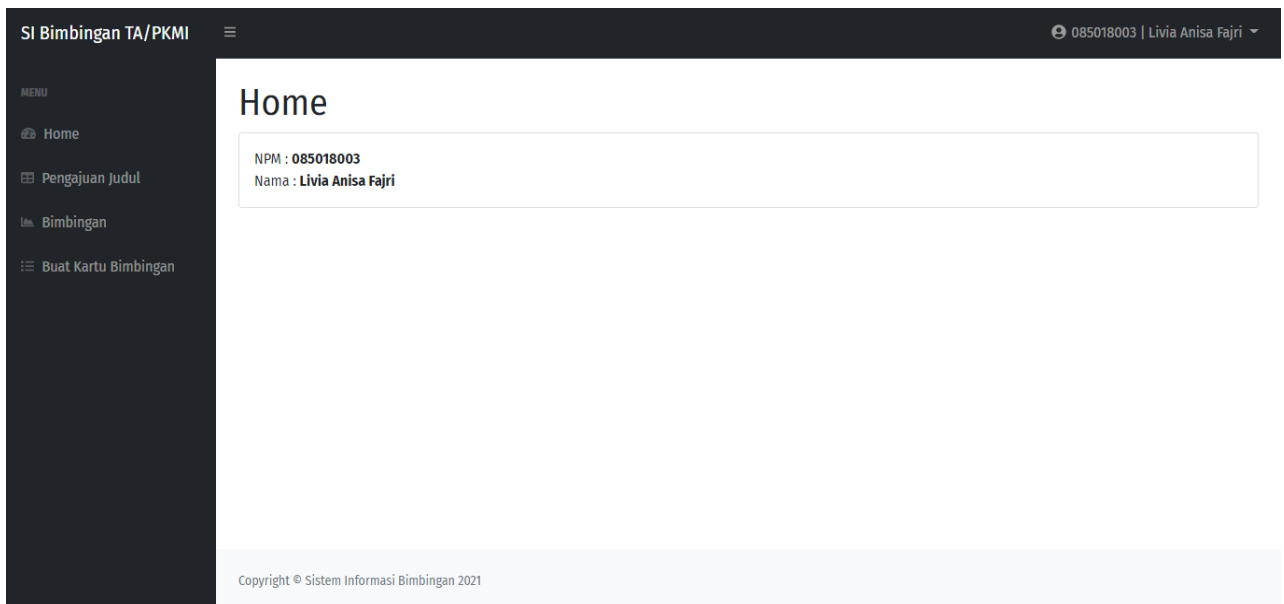 SI Bimbingan TA/PKMI
085018003 | Livia Anisa Fajri
MENU
Home
Pengajuan Judul
Bimbingan
Buat Kartu Bimbingan
Home
NPM : 085018003
Nama : Livia Anisa Fajri
Copyright © Sistem Informasi Bimbingan 2021